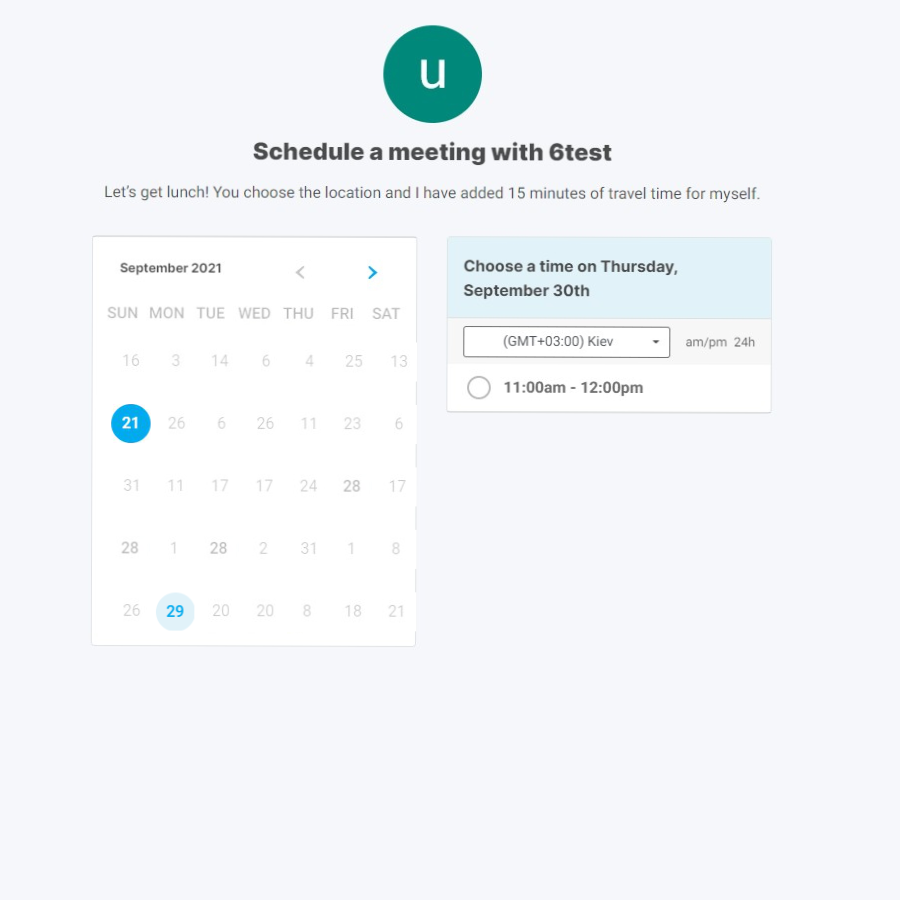 u
Schedule a meeting with 6test
Let's get lunch! You choose the location and I have added 15 minutes of travel time for myself.
September 2021
SUN MON TUE WED THU FRI SAT
16 3 14 6 4 25 13
21 26 6 26 11 23 6
31 11 17 17 24 28 17
28 1 28 2 31 1 8
26 29 20 20 8 18 21
Choose a time on Thursday,
September 30th
(GMT+03:00) Kiev am/pm 24h
11:00am - 12:00pm